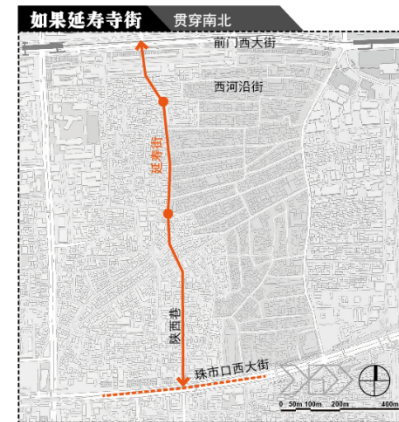 如果延寿寺街 贯穿南北
前门西大街
西河沿街
延寿街
陕西巷
珠市口西大街
0 50m 100m 200m 400m